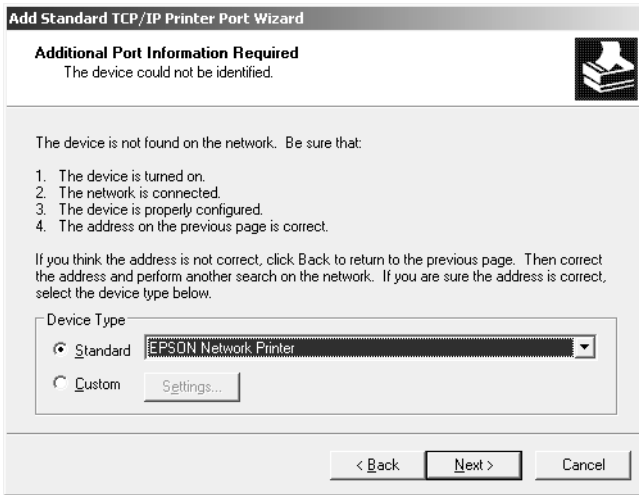 Add Standard TCP/IP Printer Port Wizard
Additional Port Information Required
The device could not be identified.
The device is not found on the network.  Be sure that:
1.  The device is turned on.
2.  The network is connected.
3.  The device is properly configured.
4.  The address on the previous page is correct.
If you think the address is not correct, click Back to return to the previous page.  Then correct
the address and perform another search on the network.  If you are sure the address is correct,
select the device type below.
Device Type
Standard EPSON Network Printer
Custom Settings...
< Back Next > Cancel